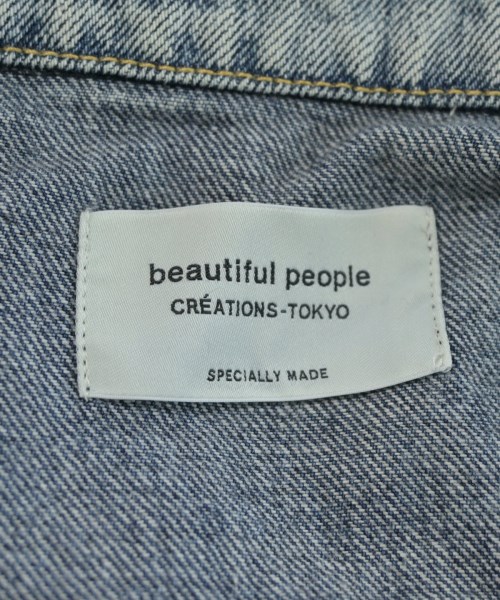 beautiful people
CRÉATIONS-TOKYO
SPECIALLY MADE